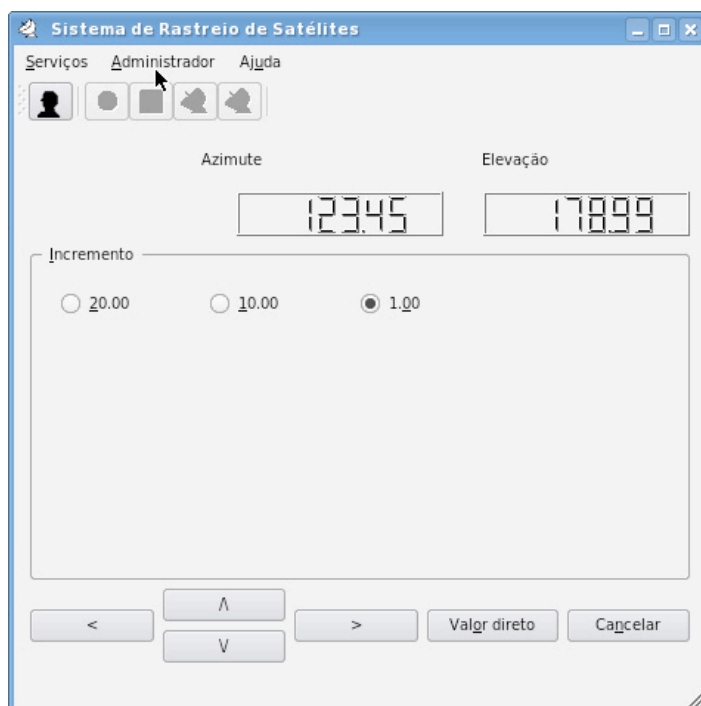 Sistema de Rastreio de Satélites
Serviços Administrador Ajuda
Azimute Elevação
123.45 178.99
Incremento
20.00 10.00 1.00
< Λ > Valor direto Cancelar
V